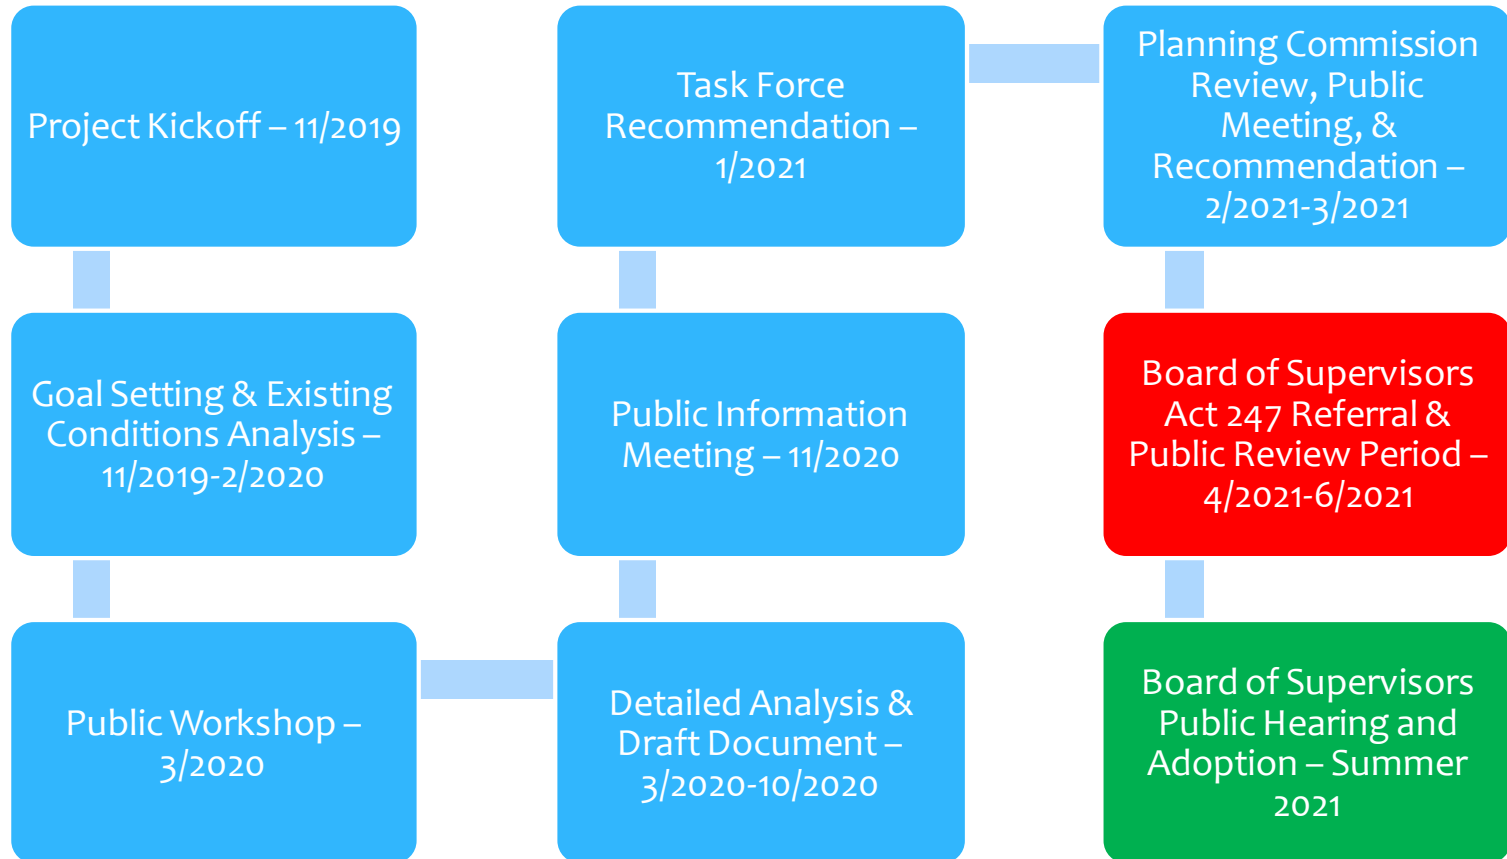 Project Kickoff – 11/2019
Goal Setting & Existing
Conditions Analysis –
11/2019-2/2020
Public Workshop –
3/2020
Detailed Analysis &
Draft Document –
3/2020-10/2020
Public Information
Meeting – 11/2020
Task Force
Recommendation –
1/2021
Planning Commission
Review, Public
Meeting, &
Recommendation –
2/2021-3/2021
Board of Supervisors
Act 247 Referral &
Public Review Period –
4/2021-6/2021
Board of Supervisors
Public Hearing and
Adoption – Summer
2021